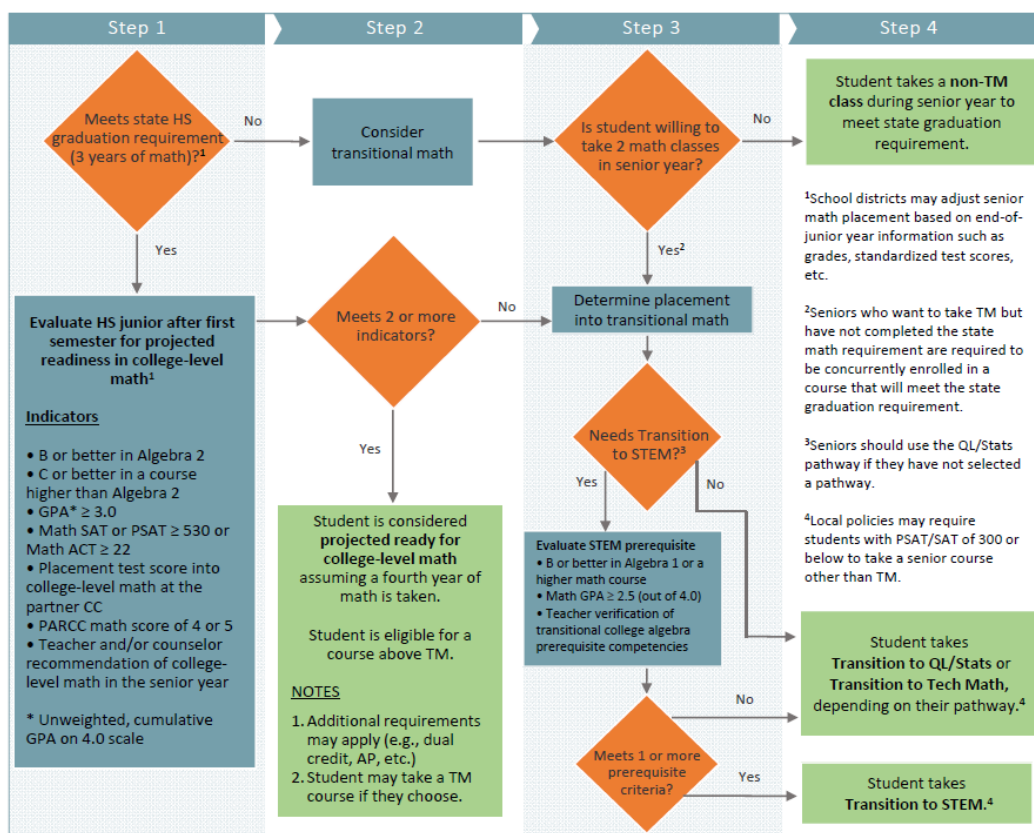 Step 1
Step 2
Step 3
Step 4
Meets state HS
graduation requirement
(3 years of math)?¹
No
Consider
transitional math
Is student willing to
take 2 math classes
in senior year?
No
Student takes a non-TM
class during senior year to
meet state graduation
requirement.
Yes
Yes²
Evaluate HS junior after first
semester for projected
readiness in college-level
math¹
Indicators
• B or better in Algebra 2
• C or better in a course
higher than Algebra 2
• GPA* ≥ 3.0
• Math SAT or PSAT ≥ 530 or
Math ACT ≥ 22
• Placement test score into
college-level math at the
partner CC
• PARCC math score of 4 or 5
• Teacher and/or counselor
recommendation of college-
level math in the senior year
* Unweighted, cumulative
GPA on 4.0 scale
Meets 2 or more
indicators?
No
Yes
Student is considered
projected ready for
college-level math
assuming a fourth year of
math is taken.
Student is eligible for a
course above TM.
NOTES
1. Additional requirements
may apply (e.g., dual
credit, AP, etc.)
2. Student may take a TM
course if they choose.
Determine placement
into transitional math
Needs Transition
to STEM?³
Yes
No
Evaluate STEM prerequisite
• B or better in Algebra 1 or a
higher math course
• Math GPA ≥ 2.5 (out of 4.0)
• Teacher verification of
transitional college algebra
prerequisite competencies
Meets 1 or more
prerequisite
criteria?
No
Yes
¹School districts may adjust senior
math placement based on end-of-
junior year information such as
grades, standardized test scores,
etc.
²Seniors who want to take TM but
have not completed the state
math requirement are required to
be concurrently enrolled in a
course that will meet the state
graduation requirement.
³Seniors should use the QL/Stats
pathway if they have not selected
a pathway.
⁴Local policies may require
students with PSAT/SAT of 300 or
below to take a senior course
other than TM.
Student takes
Transition to QL/Stats or
Transition to Tech Math,
depending on their pathway.⁴
Student takes
Transition to STEM.⁴